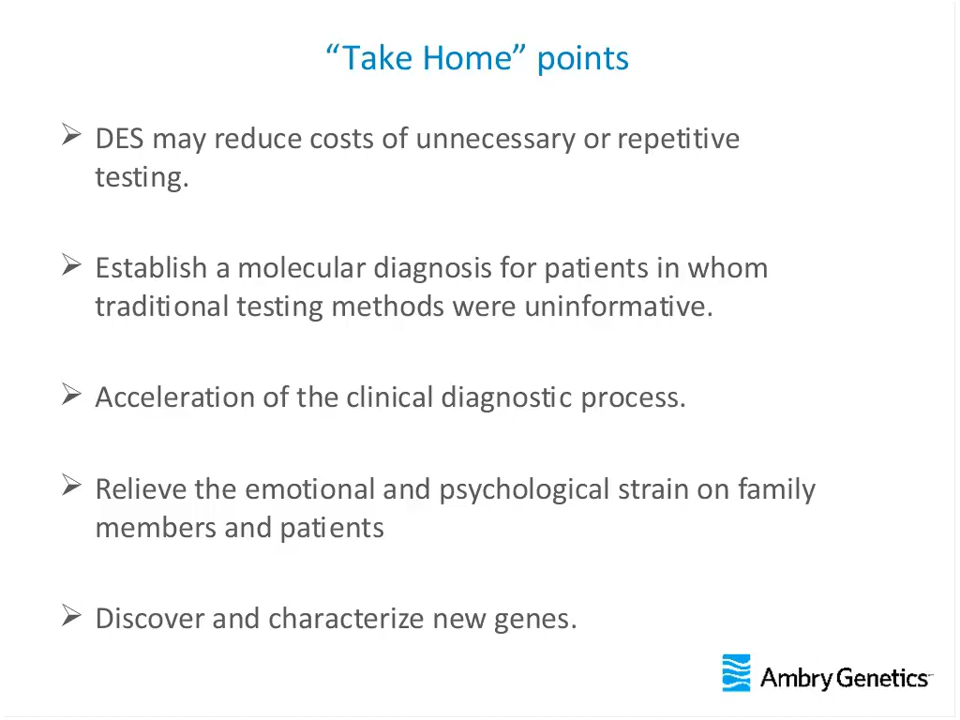 “Take Home” points
➢ DES may reduce costs of unnecessary or repetitive
testing.
➢ Establish a molecular diagnosis for patients in whom
traditional testing methods were uninformative.
➢ Acceleration of the clinical diagnostic process.
➢ Relieve the emotional and psychological strain on family
members and patients
➢ Discover and characterize new genes.
Ambry Genetics